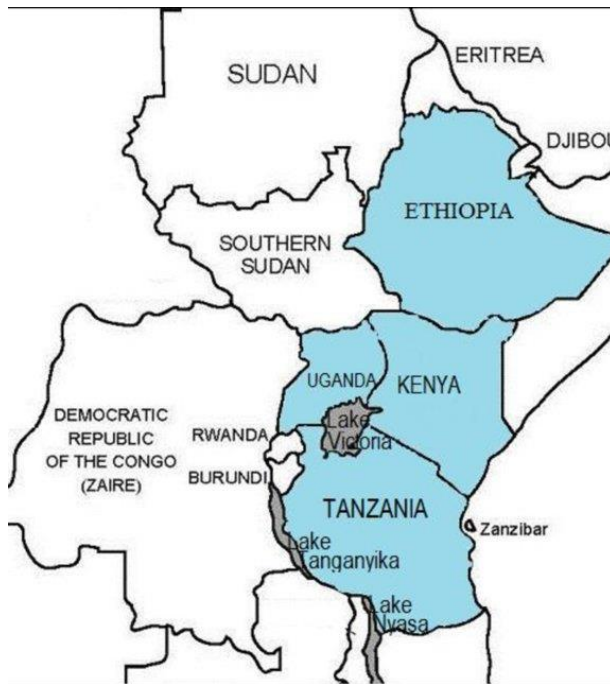 SUDAN
ERITREA
DJIBOU
ETHIOPIA
SOUTHERN
SUDAN
UGANDA
KENYA
Lake
Victoria
DEMOCRATIC
REPUBLIC
OF THE CONGO
(ZAIRE)
RWANDA
BURUNDI
TANZANIA
Zanzibar
Lake
Tanganyika
Lake
Nyasa